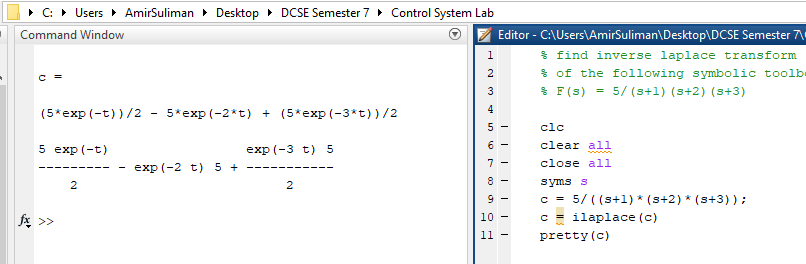 C: Users AmirSuliman Desktop DCSE Semester 7 Control System Lab
Command Window
c =
(5*exp(-t))/2 - 5*exp(-2*t) + (5*exp(-3*t))/2
5 exp(-t) exp(-3 t) 5
--------- - exp(-2 t) 5 + -----------
2 2
fx >>
Editor - C:\Users\AmirSuliman\Desktop\DCSE Semester 7\
1 % find inverse laplace transform
2 % of the following symbolic toolb
3 % F(s) = 5/(s+1)(s+2)(s+3)
4
5 - clc
6 - clear all
7 - close all
8 - syms s
9 - c = 5/((s+1)*(s+2)*(s+3));
10 - c = ilaplace(c)
11 - pretty(c)